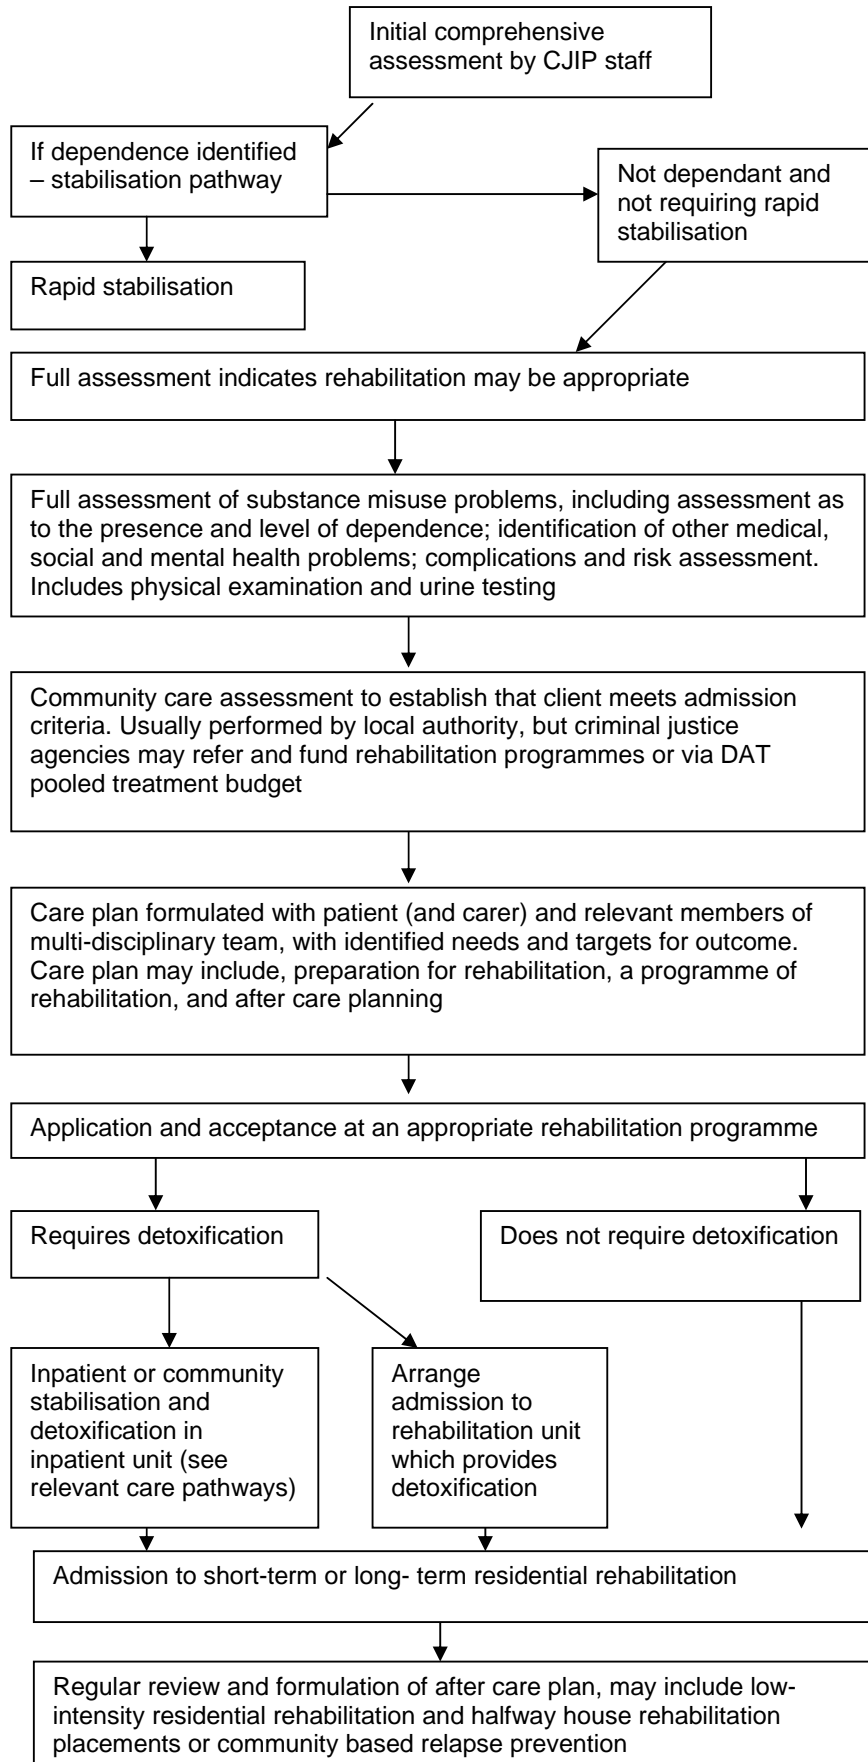 Initial comprehensive
assessment by CJIP staff
If dependence identified
– stabilisation pathway
Not dependant and
not requiring rapid
stabilisation
Rapid stabilisation
Full assessment indicates rehabilitation may be appropriate
Full assessment of substance misuse problems, including assessment as
to the presence and level of dependence; identification of other medical,
social and mental health problems; complications and risk assessment.
Includes physical examination and urine testing
Community care assessment to establish that client meets admission
criteria. Usually performed by local authority, but criminal justice
agencies may refer and fund rehabilitation programmes or via DAT
pooled treatment budget
Care plan formulated with patient (and carer) and relevant members of
multi-disciplinary team, with identified needs and targets for outcome.
Care plan may include, preparation for rehabilitation, a programme of
rehabilitation, and after care planning
Application and acceptance at an appropriate rehabilitation programme
Requires detoxification
Does not require detoxification
Inpatient or community
stabilisation and
detoxification in
inpatient unit (see
relevant care pathways)
Arrange
admission to
rehabilitation unit
which provides
detoxification
Admission to short-term or long- term residential rehabilitation
Regular review and formulation of after care plan, may include low-
intensity residential rehabilitation and halfway house rehabilitation
placements or community based relapse prevention